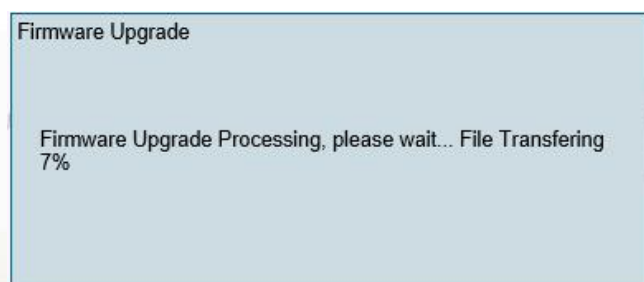 Firmware Upgrade
Firmware Upgrade Processing, please wait... File Transfering
7%